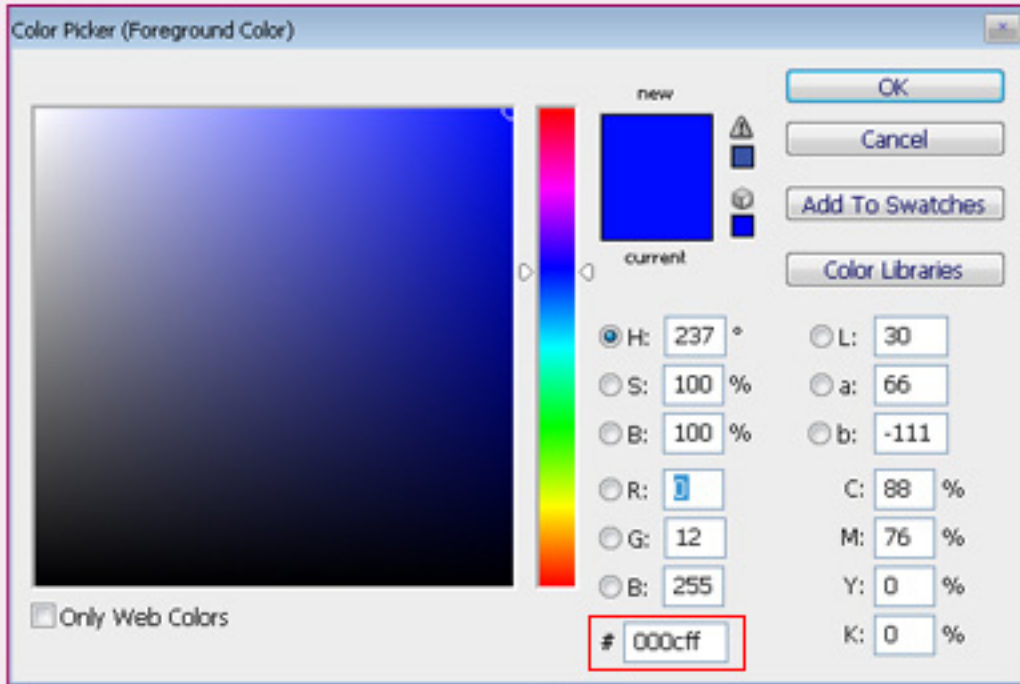 Color Picker (Foreground Color)
new
current
OK
Cancel
Add To Swatches
Color Libraries
H: 237 °
S: 100 %
B: 100 %
R: 0
G: 12
B: 255
# 000cff
L: 30
a: 66
b: -111
C: 88 %
M: 76 %
Y: 0 %
K: 0 %
Only Web Colors